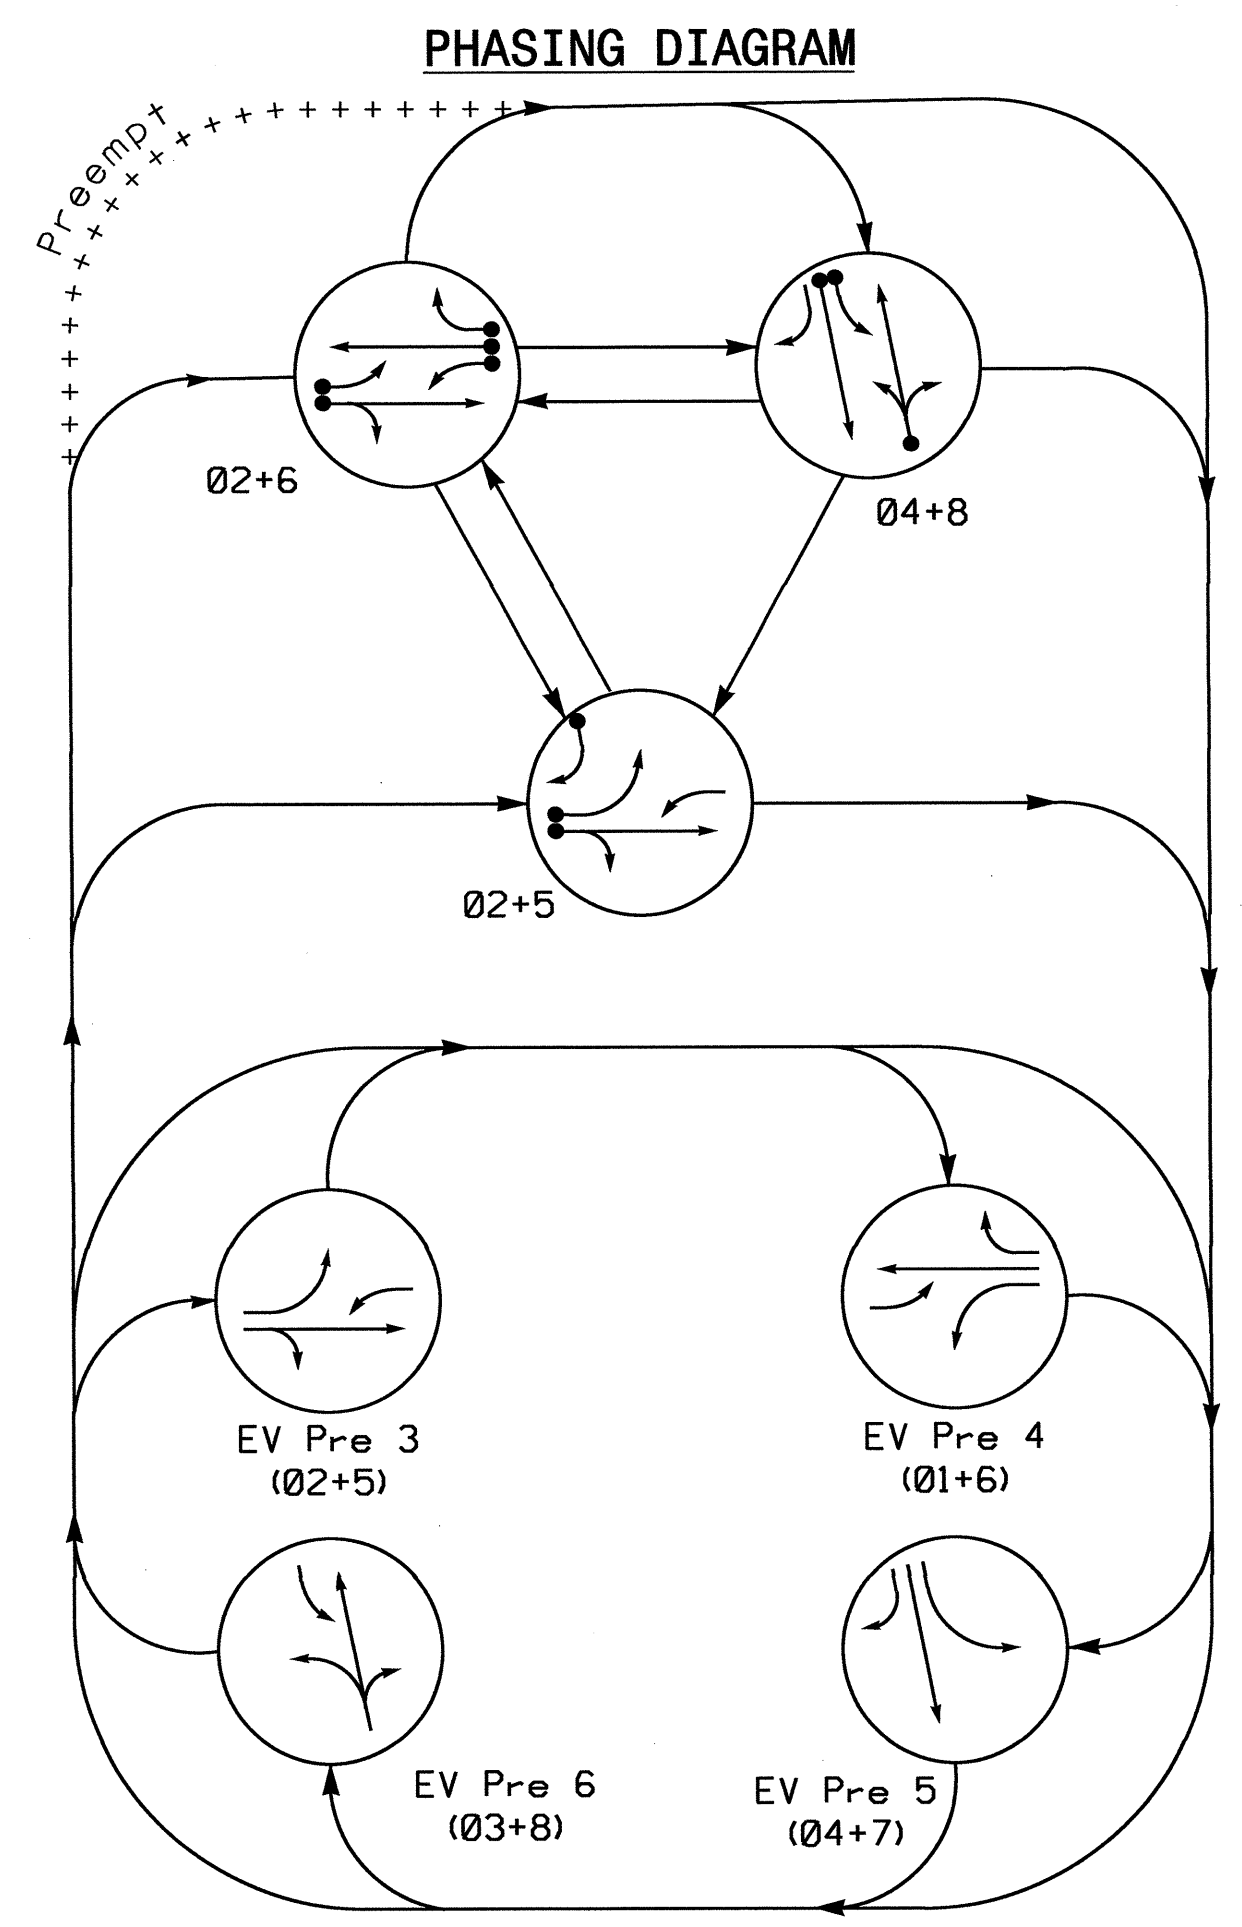 PHASING DIAGRAM
Preempt
Ø2+6
Ø4+8
Ø2+5
EV Pre 3
(Ø2+5)
EV Pre 4
(Ø1+6)
EV Pre 6
(Ø3+8)
EV Pre 5
(Ø4+7)